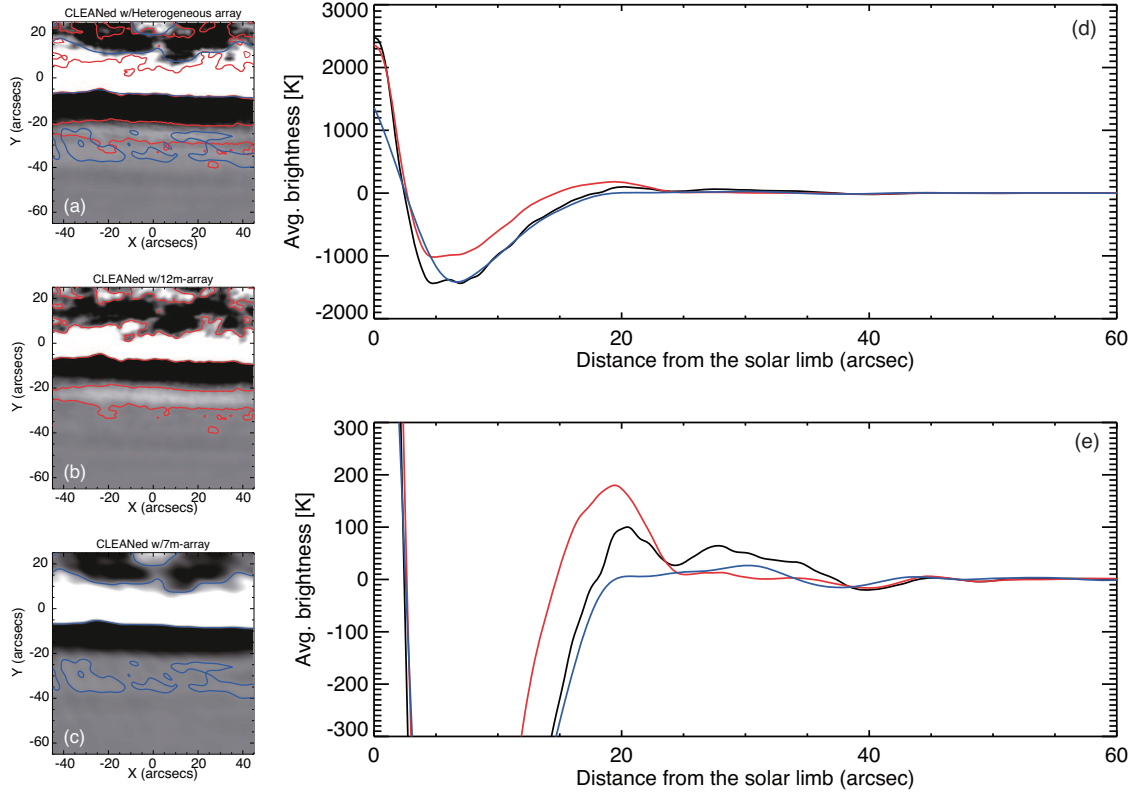 CLEANed w/Heterogeneous array
20
0
-20
-40
-60
Y (arcsecs)
(a)
-40 -20 0 20 40
X (arcsecs)
CLEANed w/12m-array
20
0
-20
-40
-60
Y (arcsecs)
(b)
-40 -20 0 20 40
X (arcsecs)
CLEANed w/7m-array
20
0
-20
-40
-60
Y (arcsecs)
(c)
-40 -20 0 20 40
X (arcsecs)
(d)
3000
2000
1000
0
-1000
-2000
Avg. brightness [K]
0 20 40 60
Distance from the solar limb (arcsec)
(e)
300
200
100
0
-100
-200
-300
Avg. brightness [K]
0 20 40 60
Distance from the solar limb (arcsec)